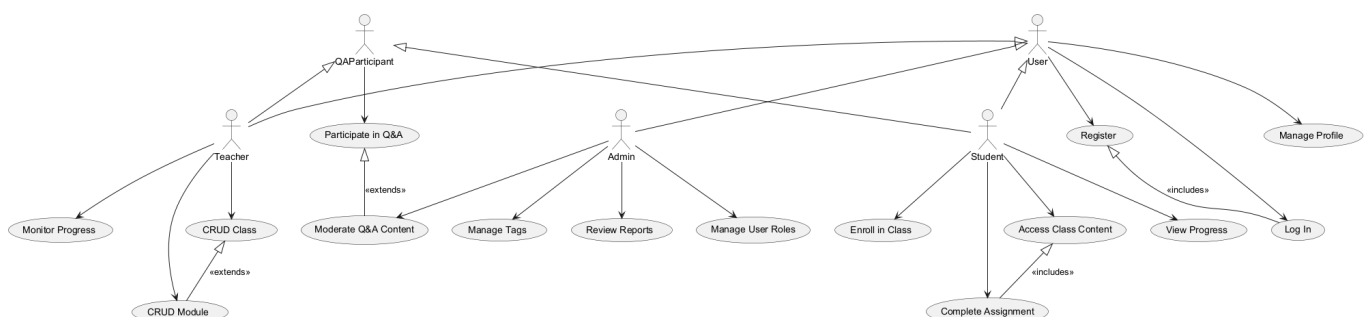 QAParticipant
User
Participate in Q&A
Register
Manage Profile
Teacher
Admin
Student
«extends»
«includes»
Monitor Progress
CRUD Class
Moderate Q&A Content
Manage Tags
Review Reports
Manage User Roles
Enroll in Class
Access Class Content
View Progress
Log In
«extends»
«includes»
CRUD Module
Complete Assignment